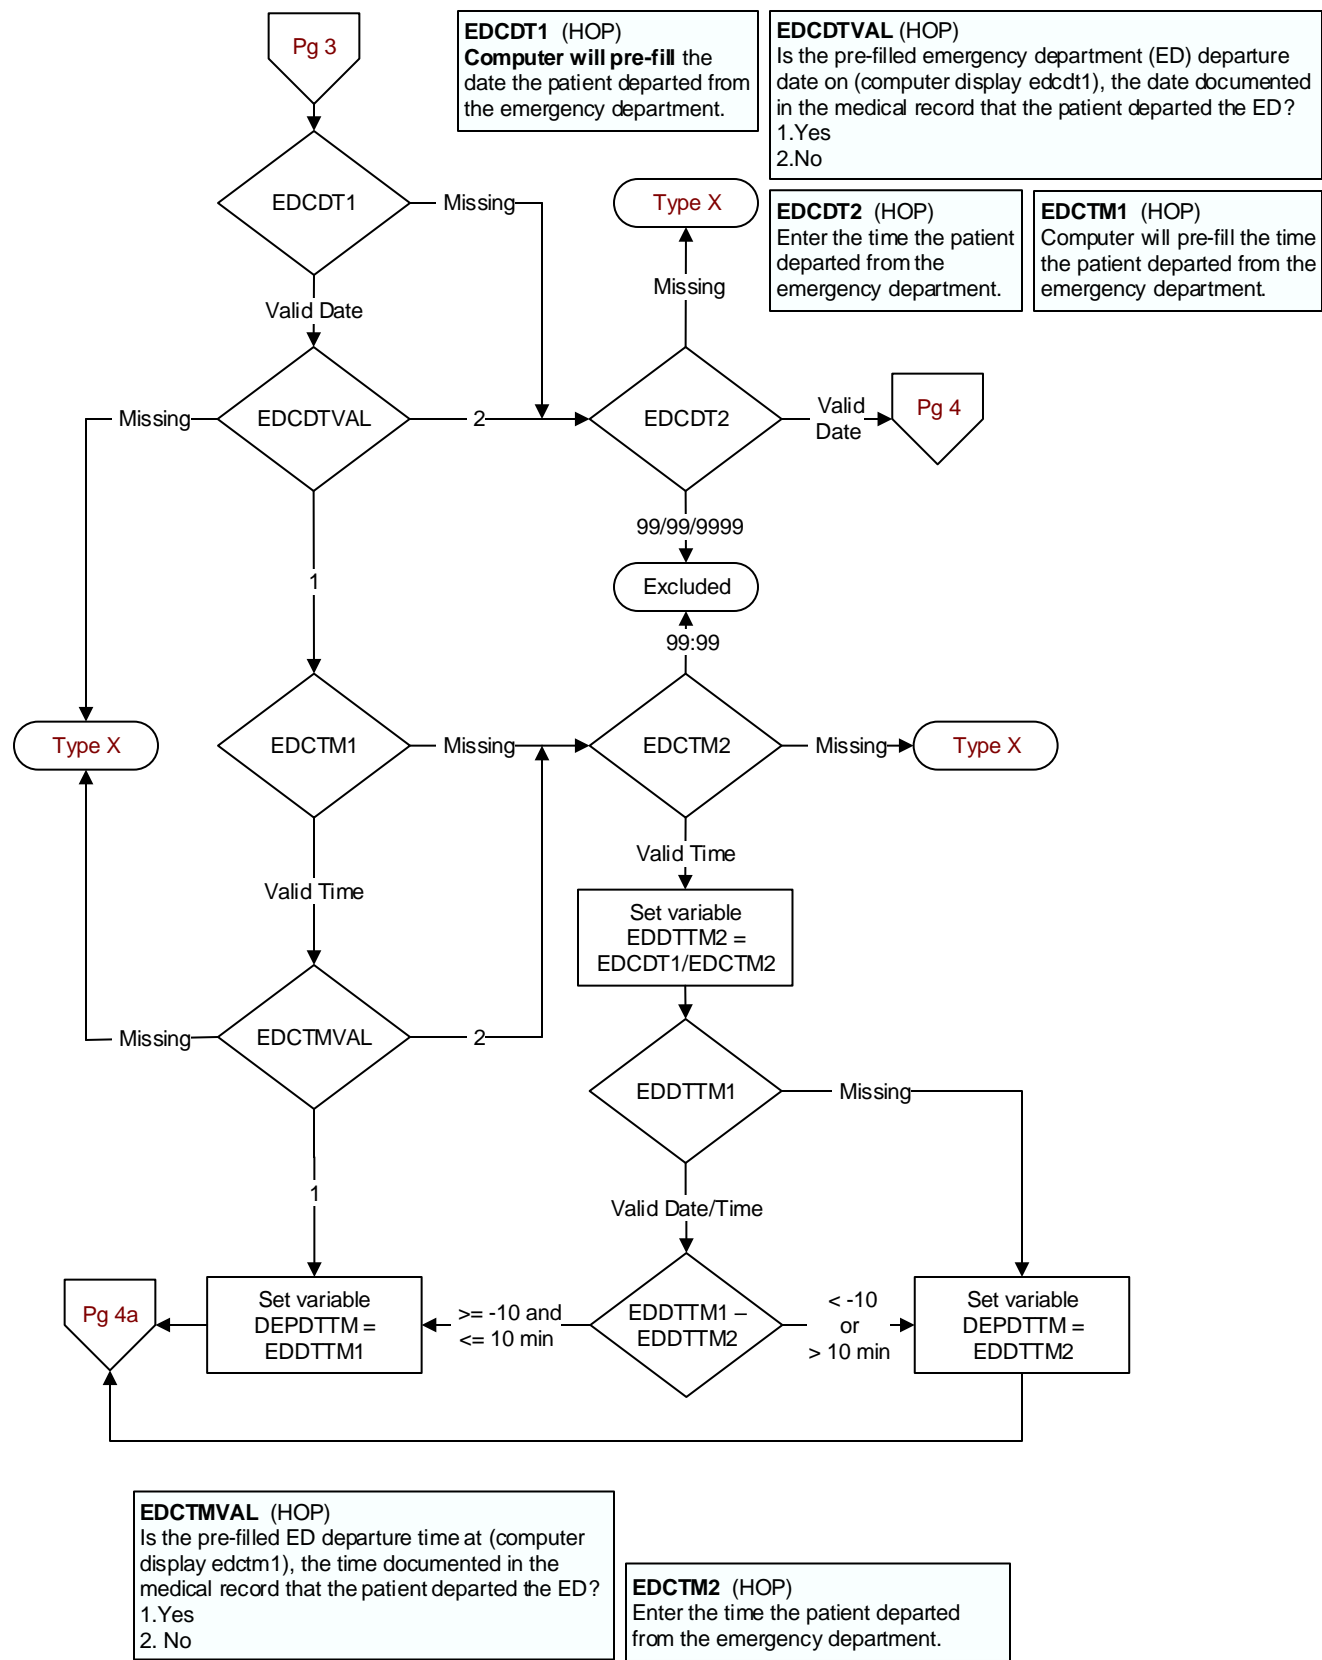 Pg 3
EDCDT1 (HOP)
Computer will pre-fill the
date the patient departed from
the emergency department.
EDCDTVAL (HOP)
Is the pre-filled emergency department (ED) departure
date on (computer display edcdt1), the date documented
in the medical record that the patient departed the ED?
1.Yes
2.No
EDCDT1
Missing
Type X
EDCDT2 (HOP)
Enter the time the patient
departed from the
emergency department.
EDCTM1 (HOP)
Computer will pre-fill the time
the patient departed from the
emergency department.
Missing
Valid Date
Missing
EDCDTVAL
2
EDCDT2
Valid
Date
Pg 4
99/99/9999
1
Excluded
99:99
Type X
EDCTM1
Missing
EDCTM2
Missing
Type X
Valid Time
Valid Time
Set variable
EDDTTM2 =
EDCDT1/EDCTM2
Missing
EDCTMVAL
2
EDDTTM1
Missing
1
Valid Date/Time
Pg 4a
Set variable
DEPDTTM =
EDDTTM1
>= -10 and
<= 10 min
EDDTTM1 –
EDDTTM2
< -10
or
> 10 min
Set variable
DEPDTTM =
EDDTTM2
EDCTMVAL (HOP)
Is the pre-filled ED departure time at (computer
display edctm1), the time documented in the
medical record that the patient departed the ED?
1.Yes
2. No
EDCTM2 (HOP)
Enter the time the patient departed
from the emergency department.